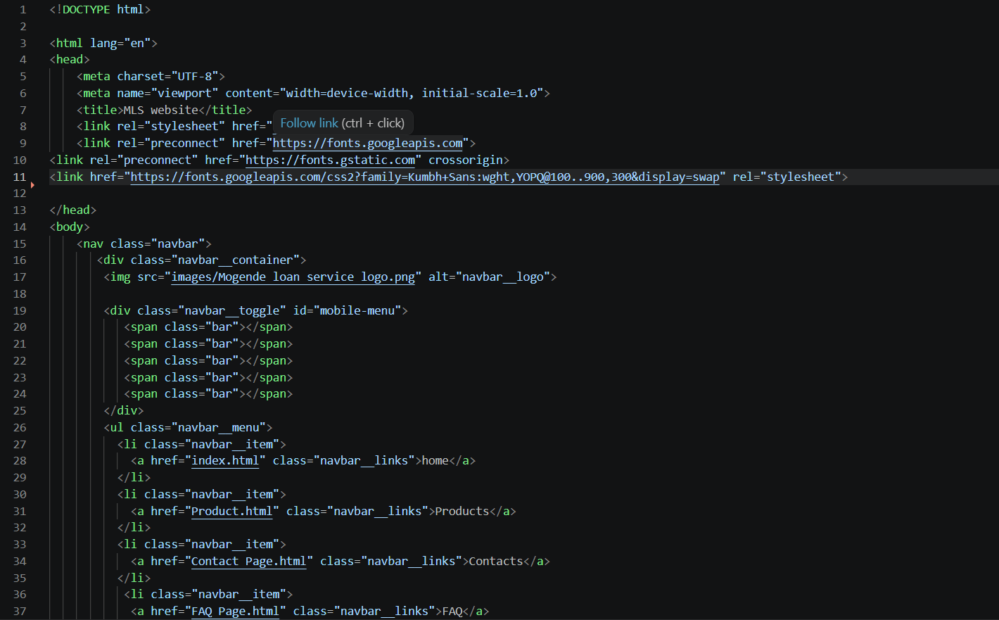 1 <!DOCTYPE html>
2
3 <html lang="en">
4 <head>
5 <meta charset="UTF-8">
6 <meta name="viewport" content="width=device-width, initial-scale=1.0">
7 <title>MLS website</title>
Follow link (ctrl + click)
8 <link rel="stylesheet" href="
9 <link rel="preconnect" href="https://fonts.googleapis.com">
10 <link rel="preconnect" href="https://fonts.gstatic.com" crossorigin>
11 <link href="https://fonts.googleapis.com/css2?family=Kumbh+Sans:wght,YOPQ@100..900,300&display=swap" rel="stylesheet">
12
13 </head>
14 <body>
15 <nav class="navbar">
16 <div class="navbar__container">
17 <img src="images/Mogende loan service logo.png" alt="navbar__logo">
18
19 <div class="navbar__toggle" id="mobile-menu">
20 <span class="bar"></span>
21 <span class="bar"></span>
22 <span class="bar"></span>
23 <span class="bar"></span>
24 <span class="bar"></span>
25 </div>
26 <ul class="navbar__menu">
27 <li class="navbar__item">
28 <a href="index.html" class="navbar__links">home</a>
29 </li>
30 <li class="navbar__item">
31 <a href="Product.html" class="navbar__links">Products</a>
32 </li>
33 <li class="navbar__item">
34 <a href="Contact Page.html" class="navbar__links">Contacts</a>
35 </li>
36 <li class="navbar__item">
37 <a href="FAQ Page.html" class="navbar__links">FAQ</a>